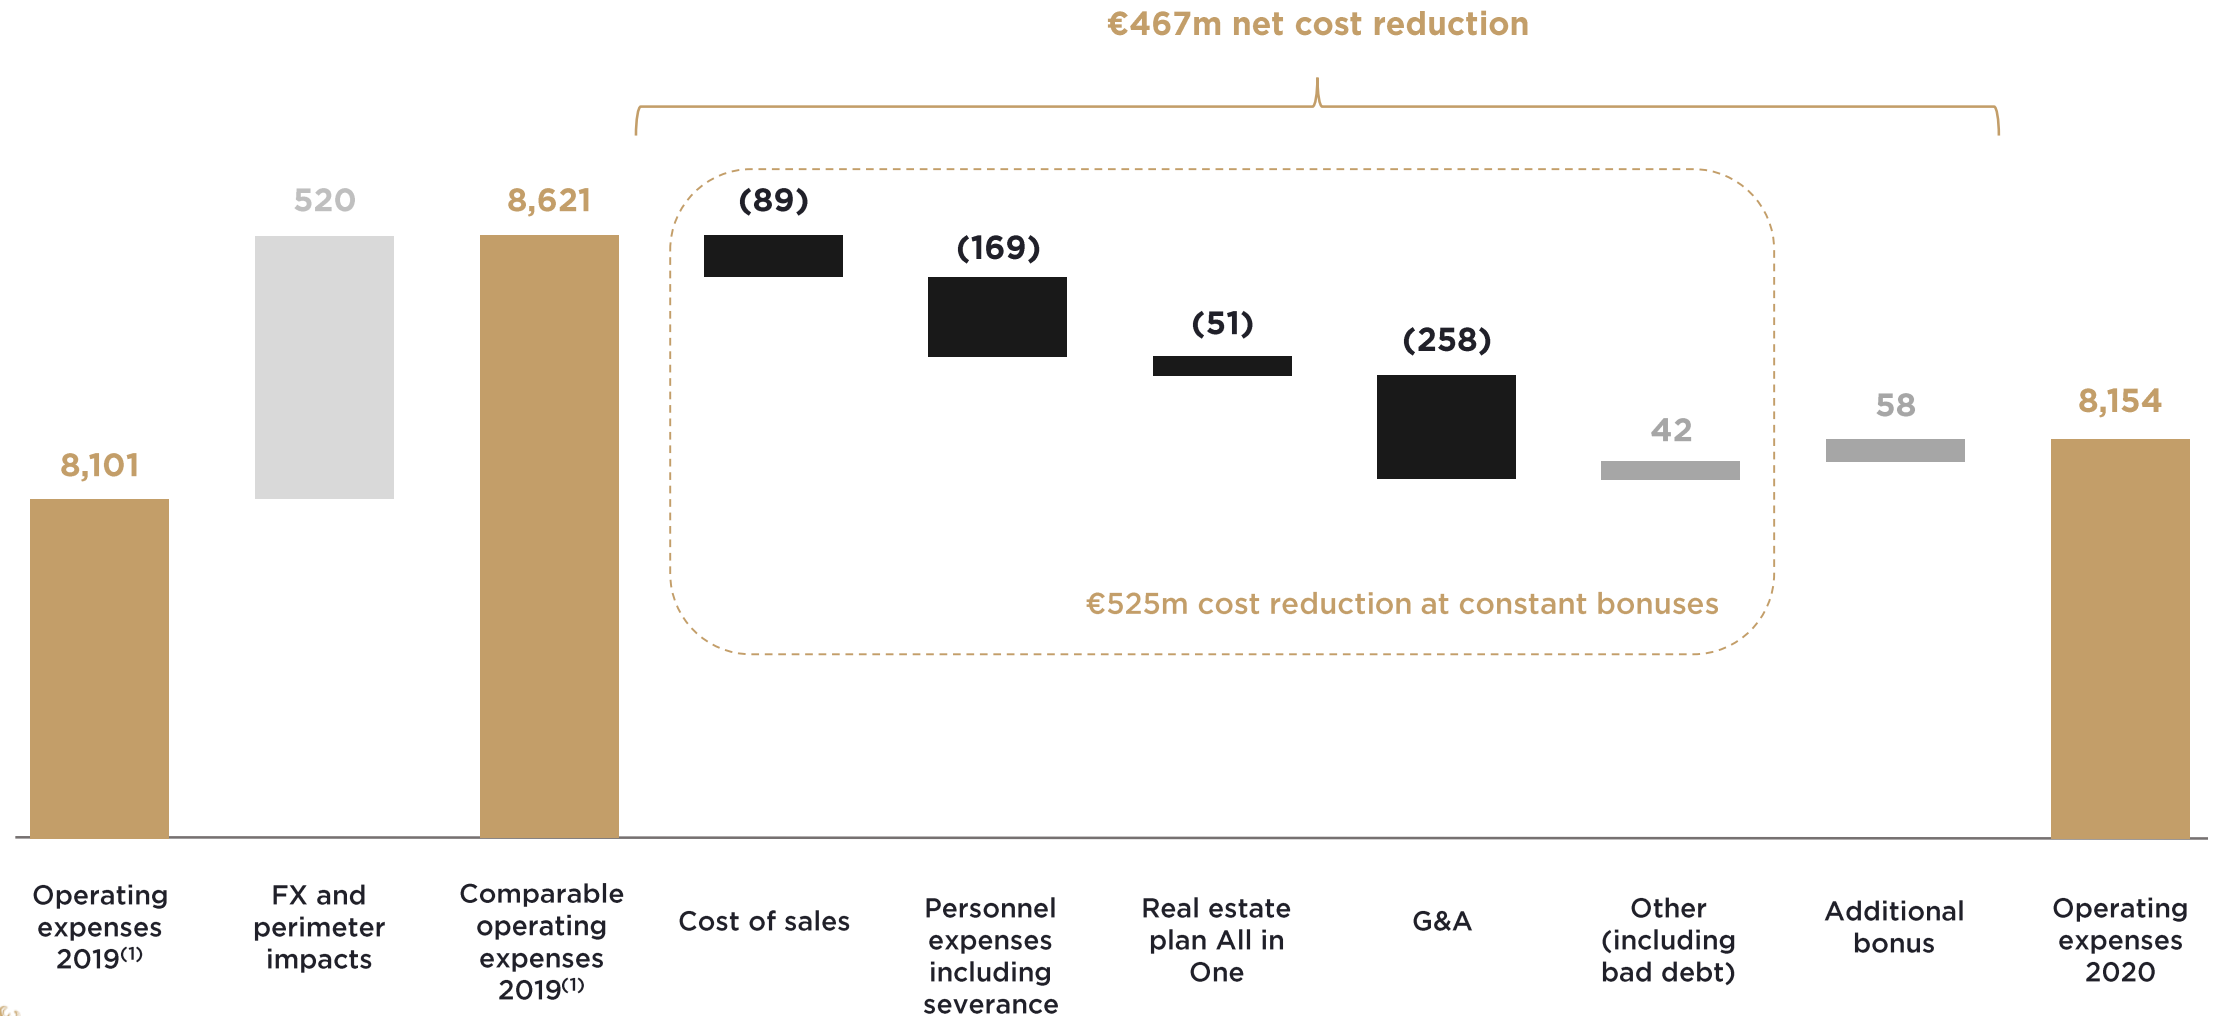 €467m net cost reduction
520
8,621
(89)
(169)
(51)
(258)
42
58
8,154
8,101
€525m cost reduction at constant bonuses
Operating
expenses
2019(1)
FX and
perimeter
impacts
Comparable
operating
expenses
2019(1)
Cost of sales
Personnel
expenses
including
severance
Real estate
plan All in
One
G&A
Other
(including
bad debt)
Additional
bonus
Operating
expenses
2020